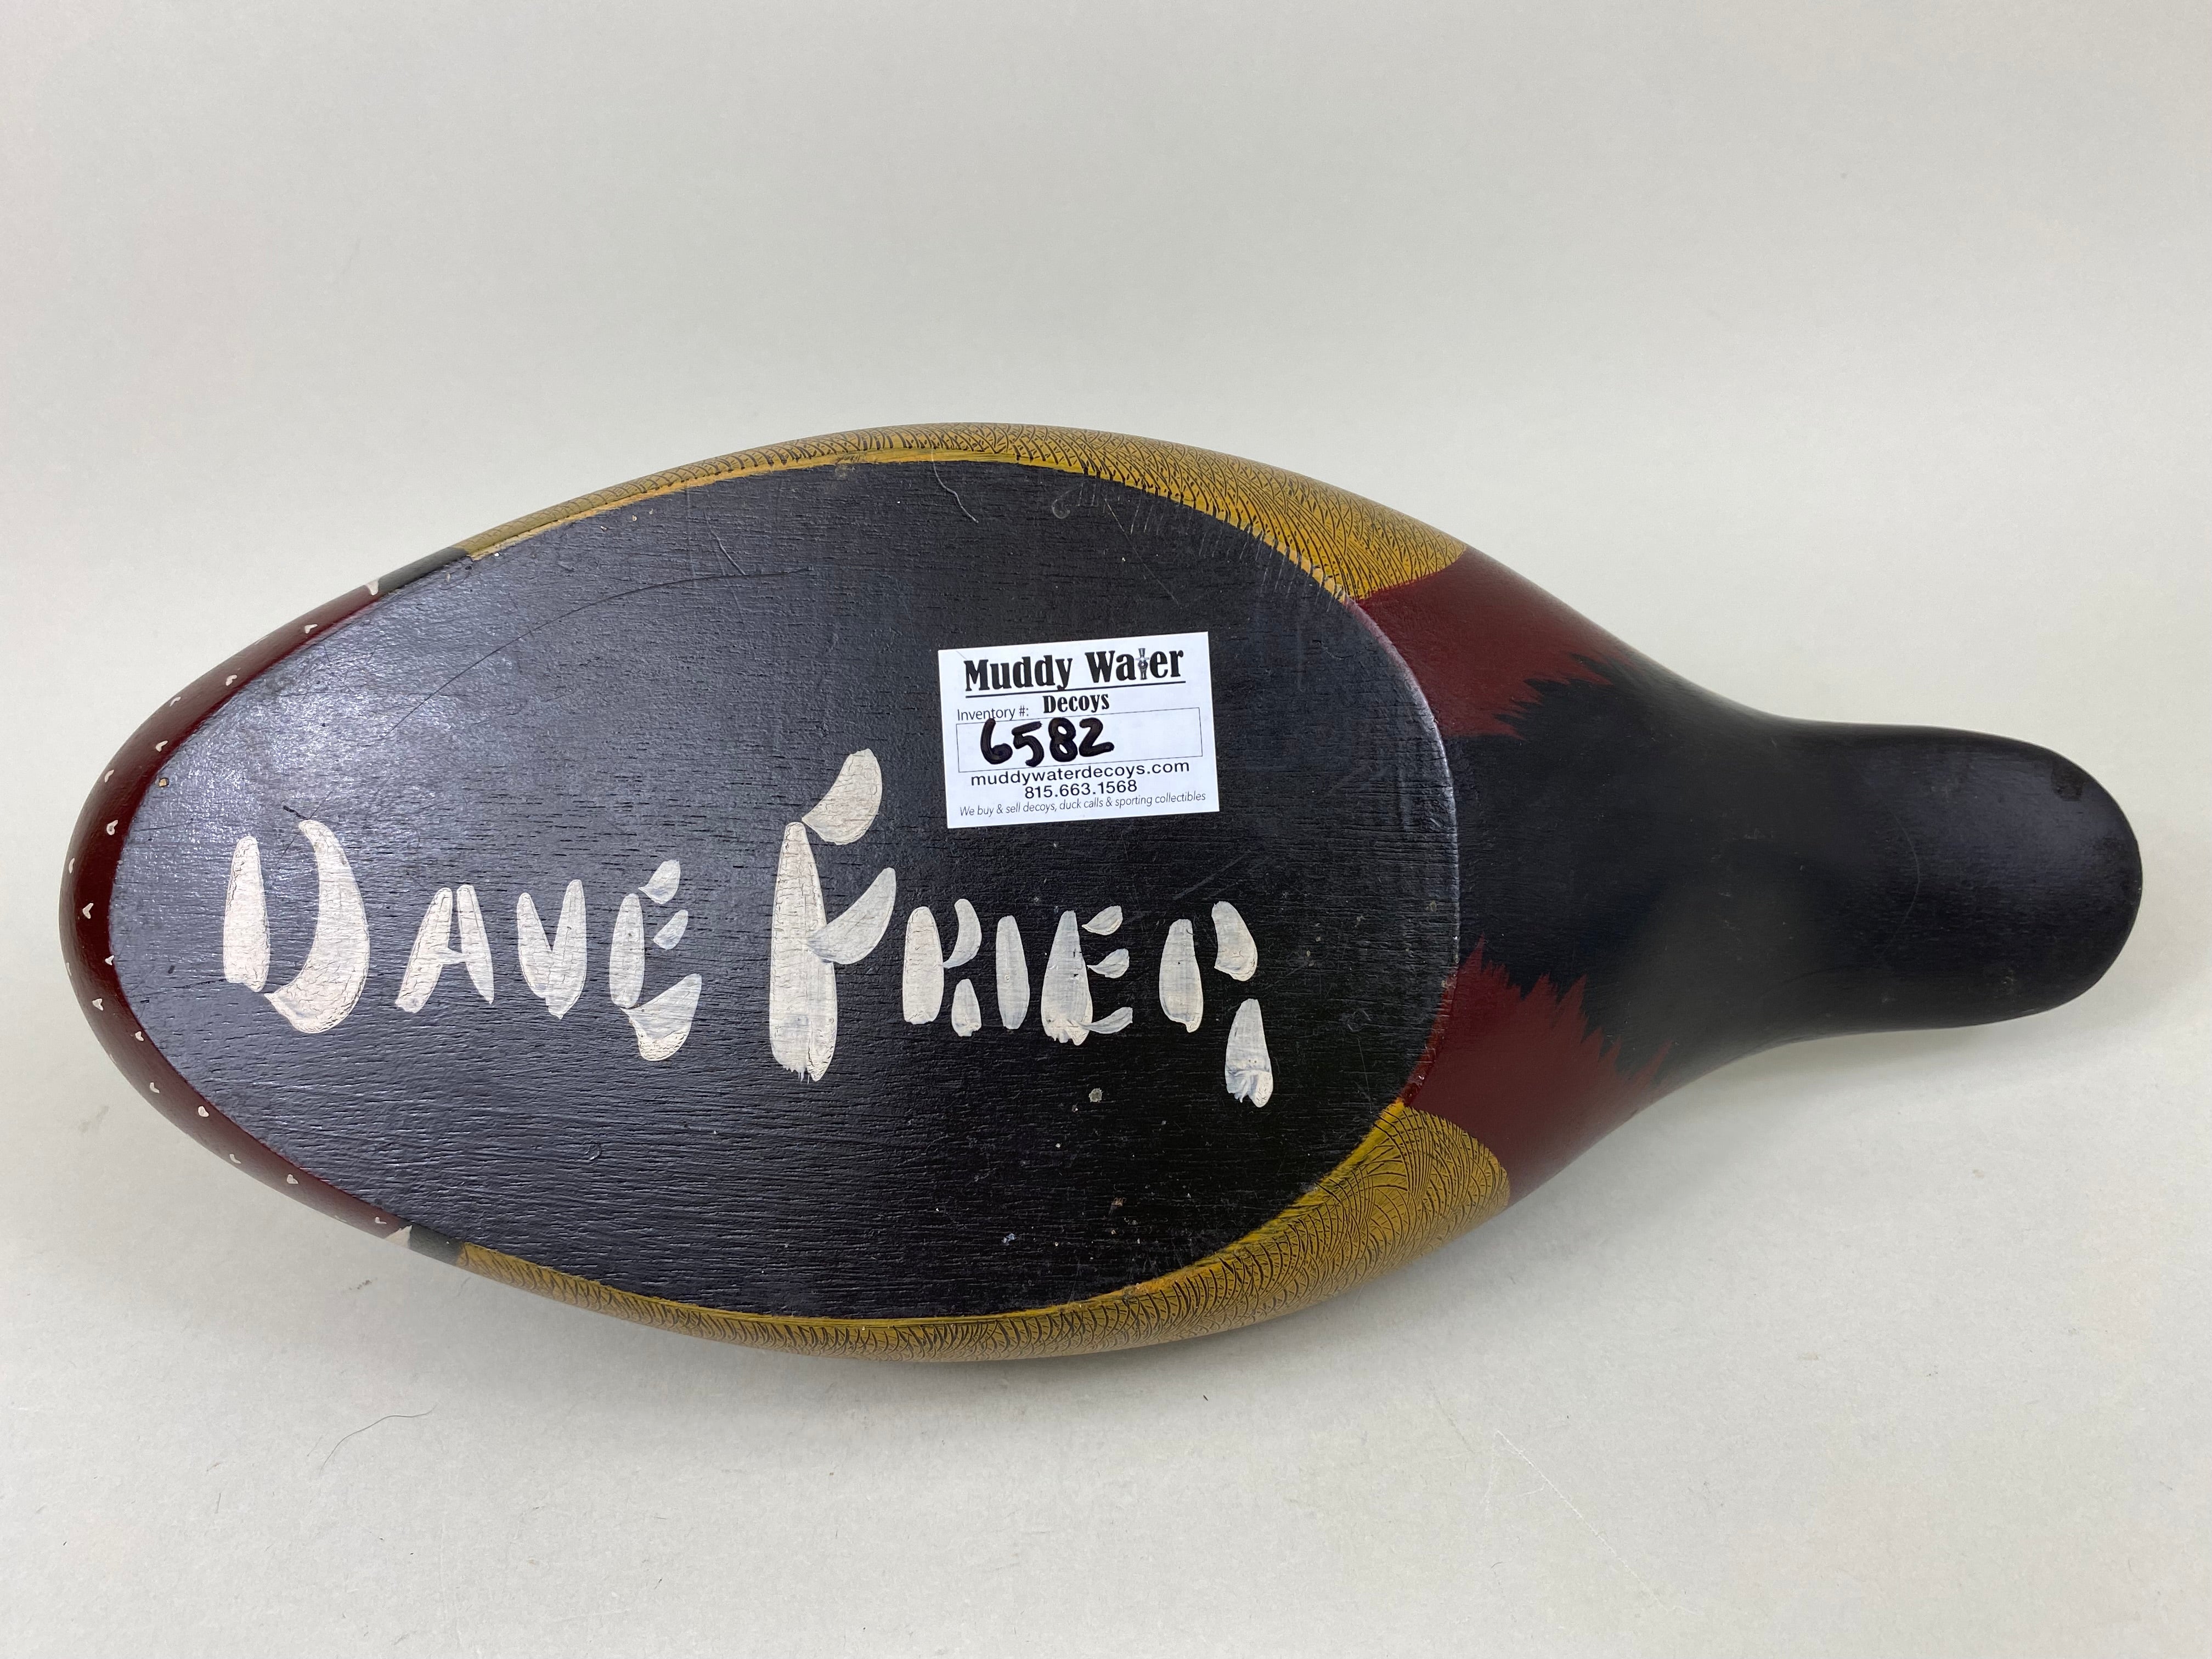 Muddy Water
Decoys
Inventory #:
6582
muddywaterdecoys.com
815.663.1568
We buy & sell decoys, duck calls & sporting collectibles
DAVE FRIER